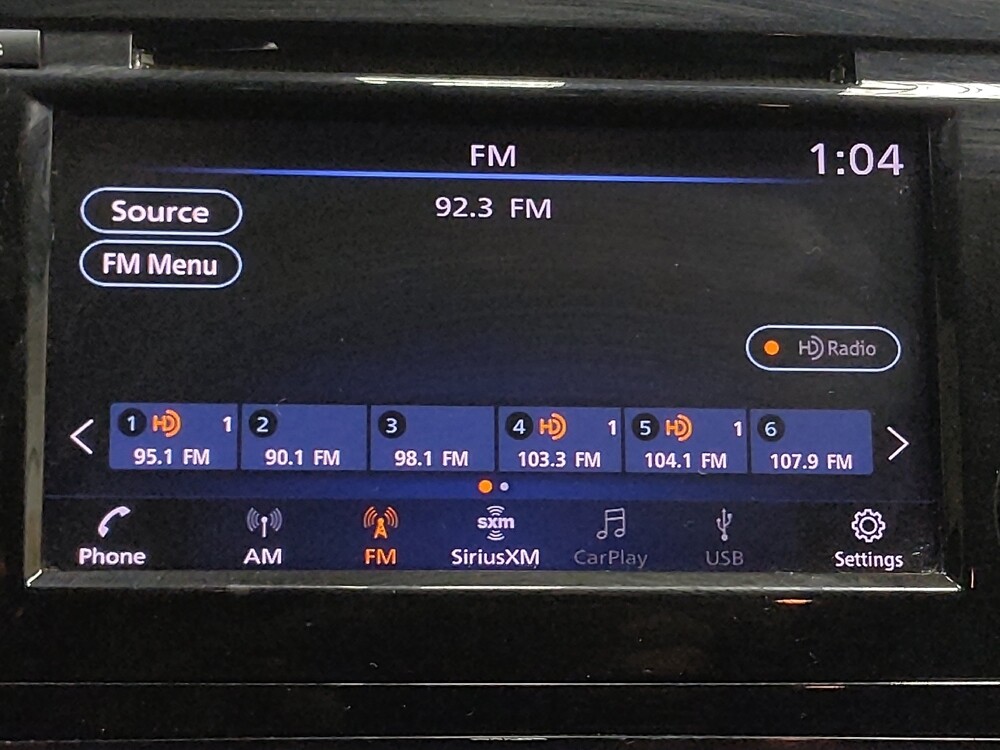 FM 1:04
Source
92.3 FM
FM Menu
HD Radio
1 HD 1
95.1 FM
2
90.1 FM
3
98.1 FM
4 HD 1
103.3 FM
5 HD 1
104.1 FM
6
107.9 FM
Phone
AM
FM
sxm
SiriusXM
CarPlay
USB
Settings